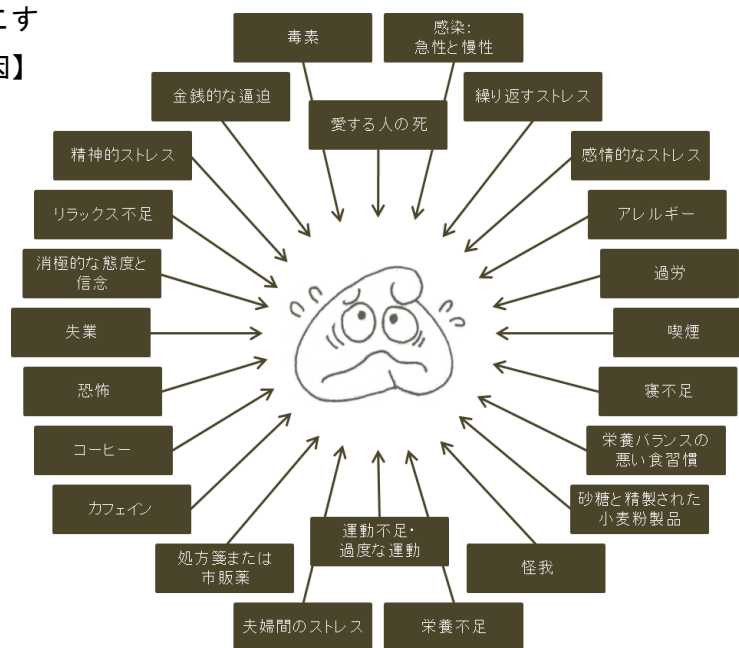 こす
因】
毒素
感染:
急性と慢性
金銭的な逼迫
愛する人の死
繰り返すストレス
精神的ストレス
感情的なストレス
リラックス不足
アレルギー
消極的な態度と
信念
過労
失業
喫煙
恐怖
寝不足
コーヒー
栄養バランスの
悪い食習慣
カフェイン
砂糖と精製された
小麦粉製品
処方箋または
市販薬
運動不足・
過度な運動
怪我
夫婦間のストレス
栄養不足